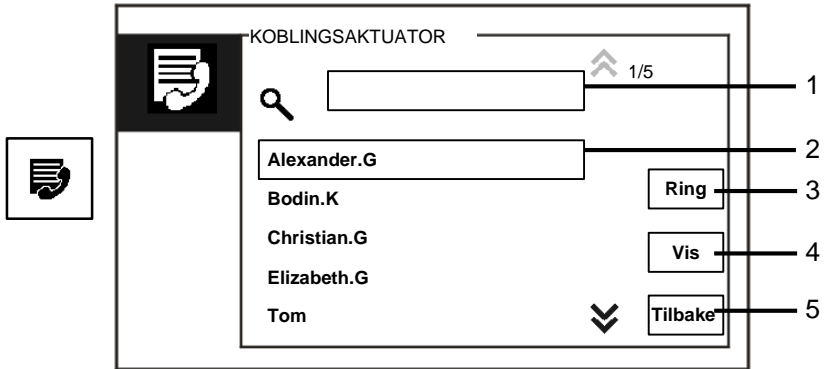 KOBLINGSAKTUATOR
1/5
1
Alexander.G
2
Bodin.K
Ring
3
Christian.G
Vis
4
Elizabeth.G
Tom
Tilbake
5